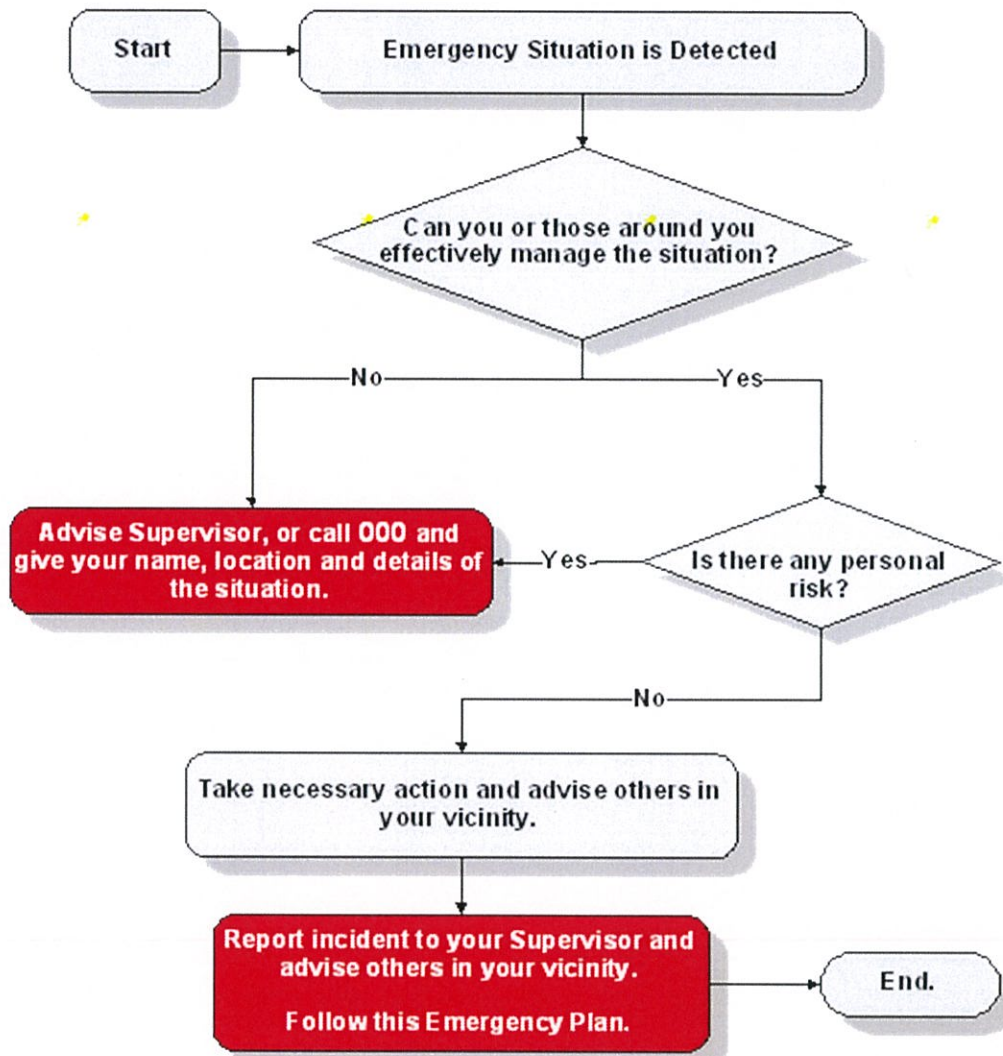 Start
Emergency Situation is Detected
Can you or those around you
effectively manage the situation?
No
Yes
Advise Supervisor, or call 000 and
give your name, location and details of
the situation.
Yes
Is there any personal
risk?
No
Take necessary action and advise others in
your vicinity.
Report incident to your Supervisor and
advise others in your vicinity.
Follow this Emergency Plan.
End.